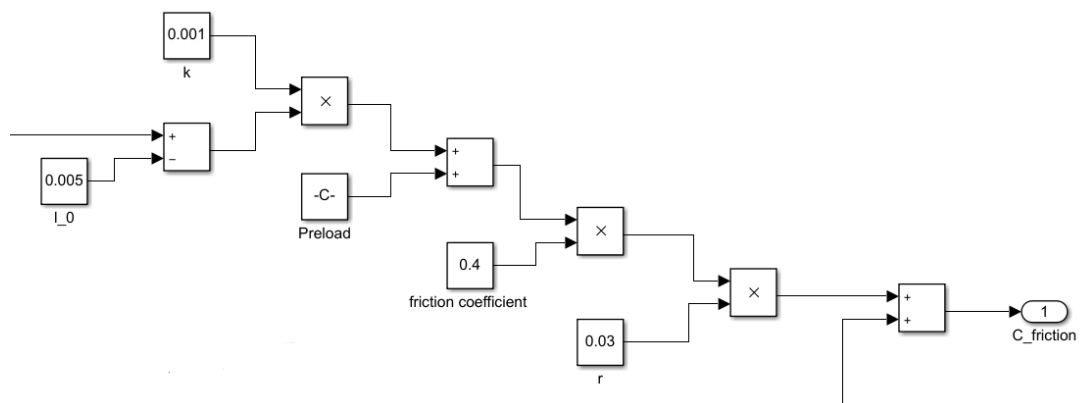 0.001
k
×
+
−
0.005
l_0
+
+
-C-
Preload
×
0.4
friction coefficient
×
0.03
r
+
+
1
C_friction